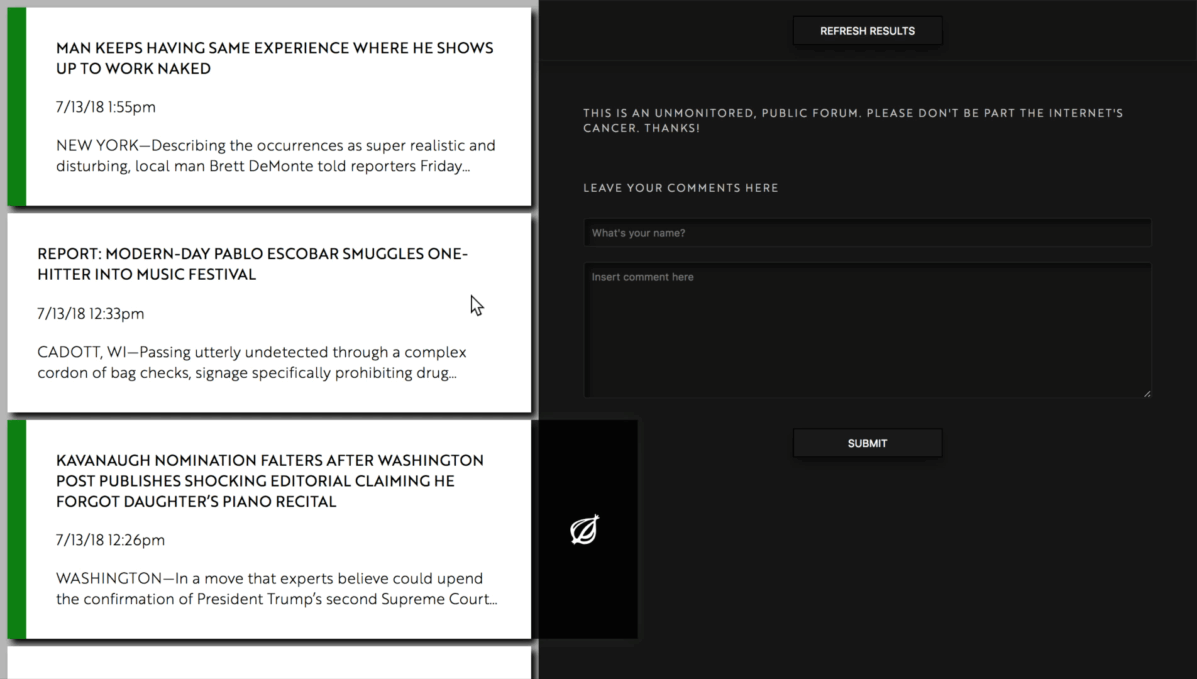 MAN KEEPS HAVING SAME EXPERIENCE WHERE HE SHOWS
UP TO WORK NAKED
7/13/18 1:55pm
NEW YORK—Describing the occurrences as super realistic and
disturbing, local man Brett DeMonte told reporters Friday...
REPORT: MODERN-DAY PABLO ESCOBAR SMUGGLES ONE-
HITTER INTO MUSIC FESTIVAL
7/13/18 12:33pm
CADOTT, WI—Passing utterly undetected through a complex
cordon of bag checks, signage specifically prohibiting drug...
KAVANAUGH NOMINATION FALTERS AFTER WASHINGTON
POST PUBLISHES SHOCKING EDITORIAL CLAIMING HE
FORGOT DAUGHTER’S PIANO RECITAL
7/13/18 12:26pm
WASHINGTON—In a move that experts believe could upend
the confirmation of President Trump’s second Supreme Court...
REFRESH RESULTS
THIS IS AN UNMONITORED, PUBLIC FORUM. PLEASE DON'T BE PART THE INTERNET'S
CANCER. THANKS!
LEAVE YOUR COMMENTS HERE
What's your name?
Insert comment here
SUBMIT